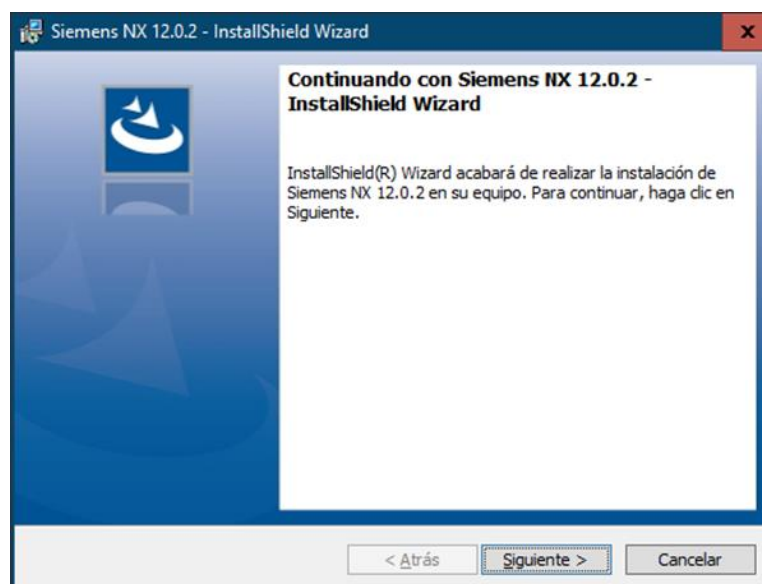 Siemens NX 12.0.2 - InstallShield Wizard
Continuando con Siemens NX 12.0.2 -
InstallShield Wizard
InstallShield(R) Wizard acabará de realizar la instalación de
Siemens NX 12.0.2 en su equipo. Para continuar, haga clic en
Siguiente.
< Atrás
Siguiente >
Cancelar